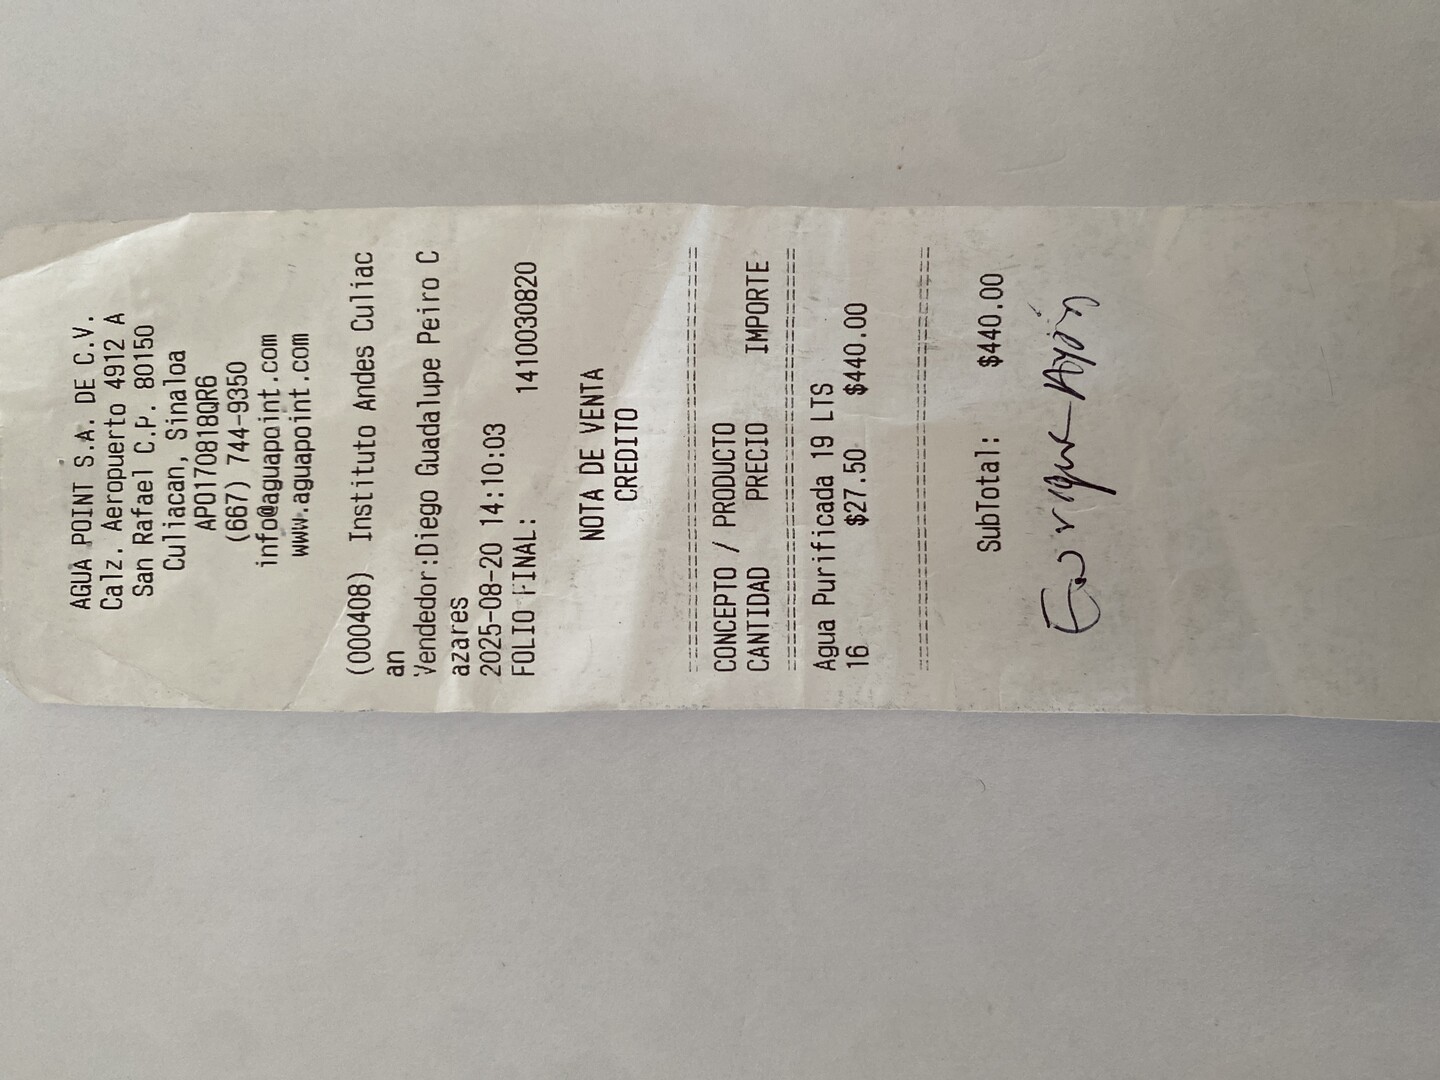 AGUA POINT S.A. DE C.V.
Calz. Aeropuerto 4912 A
San Rafael C.P. 80150
Culiacan, Sinaloa
APO170818QR6
(667) 744-9350
info@aguapoint.com
www.aguapoint.com
(000408) Instituto Andes Culiac
an
Vendedor:Diego Guadalupe Peiro C
azares
2025-08-20 14:10:03
FOLIO FINAL: 1410030820
NOTA DE VENTA
CREDITO
================================
CONCEPTO / PRODUCTO
CANTIDAD PRECIO IMPORTE
================================
Agua Purificada 19 LTS
16 $27.50 $440.00
================================
SubTotal: $440.00
Enrique